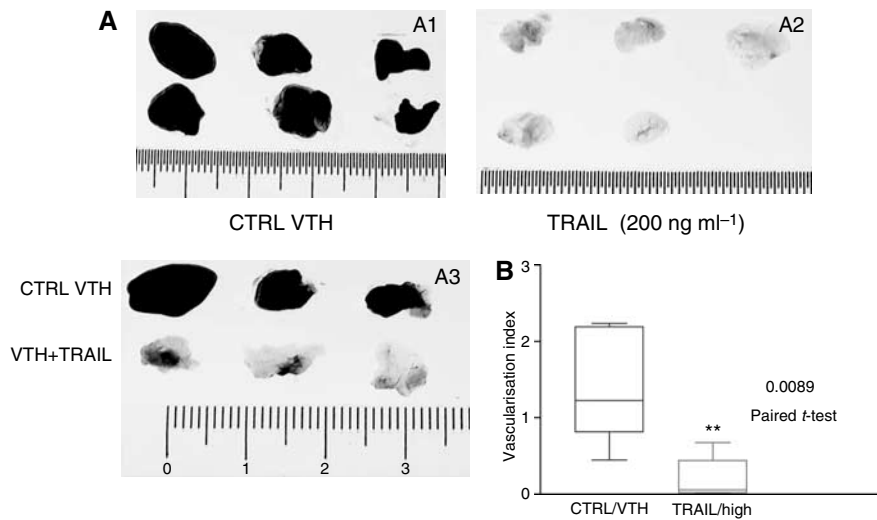 A
A1
A2
CTRL VTH
TRAIL (200 ng ml⁻¹)
A3
CTRL VTH
VTH+TRAIL
0 1 2 3
B
Vascularisation index
3
2
1
0
**
0.0089
Paired t-test
CTRL/VTH
TRAIL/high